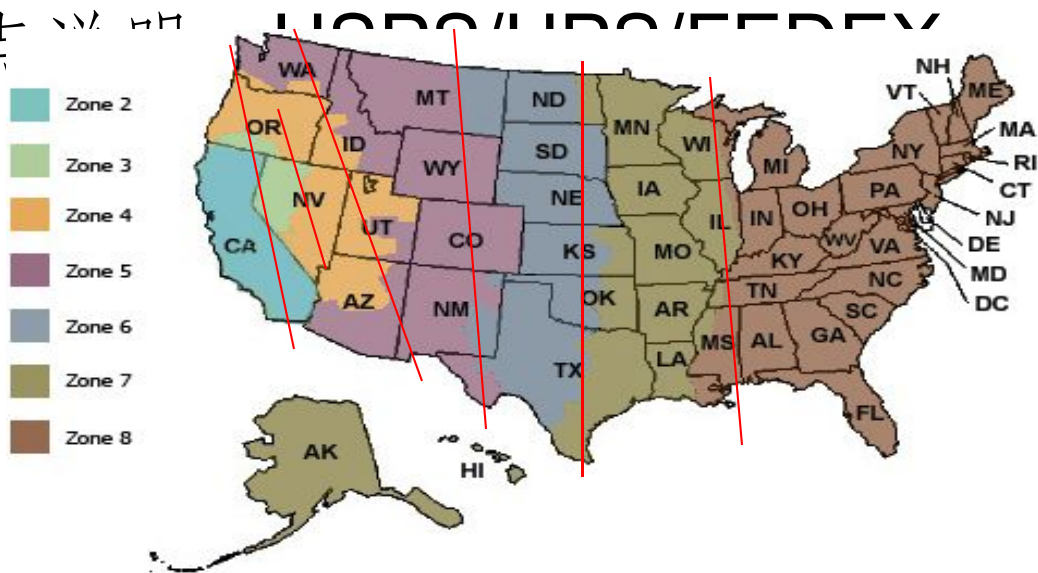 USPS/UPS/FEDEX
Zone 2
Zone 3
Zone 4
Zone 5
Zone 6
Zone 7
Zone 8
WA
OR
ID
MT
WY
NV
UT
CA
AZ
CO
NM
ND
SD
NE
KS
OK
TX
MN
IA
MO
AR
LA
WI
IL
MI
IN
OH
KY
TN
MS
AL
GA
FL
SC
NC
VA
WV
PA
NY
VT
NH
ME
MA
RI
CT
NJ
DE
MD
DC
AK
HI